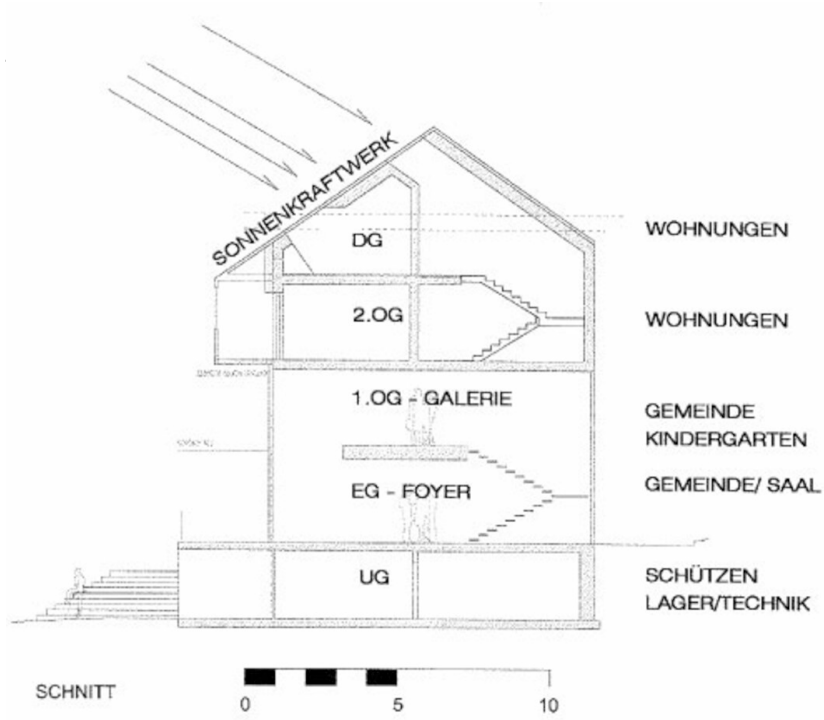 SONNENKRAFTWERK
DG
WOHNUNGEN
2.OG
WOHNUNGEN
1.OG - GALERIE
GEMEINDE
KINDERGARTEN
EG - FOYER
GEMEINDE/ SAAL
UG
SCHÜTZEN
LAGER/TECHNIK
SCHNITT
0
5
10